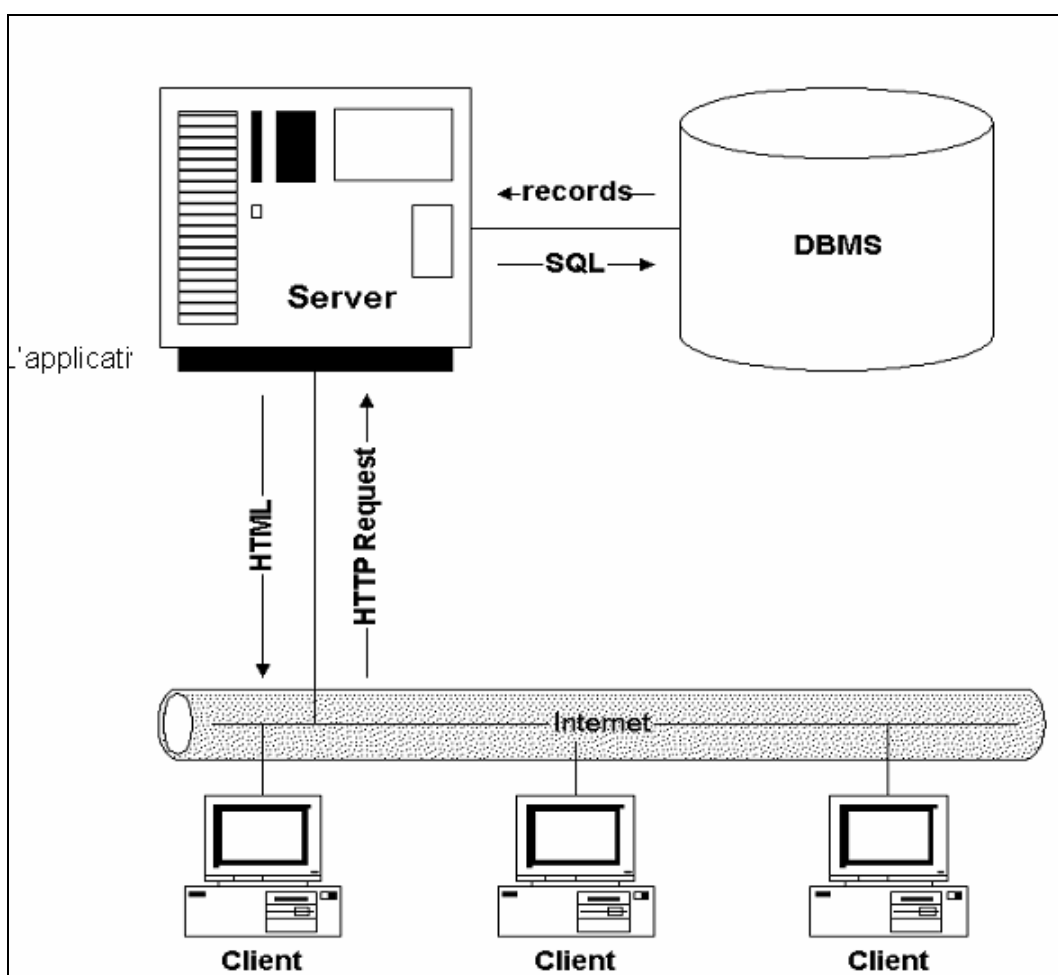 records
DBMS
SQL
Server
L'applicati
HTML
HTTP Request
Internet
Client
Client
Client